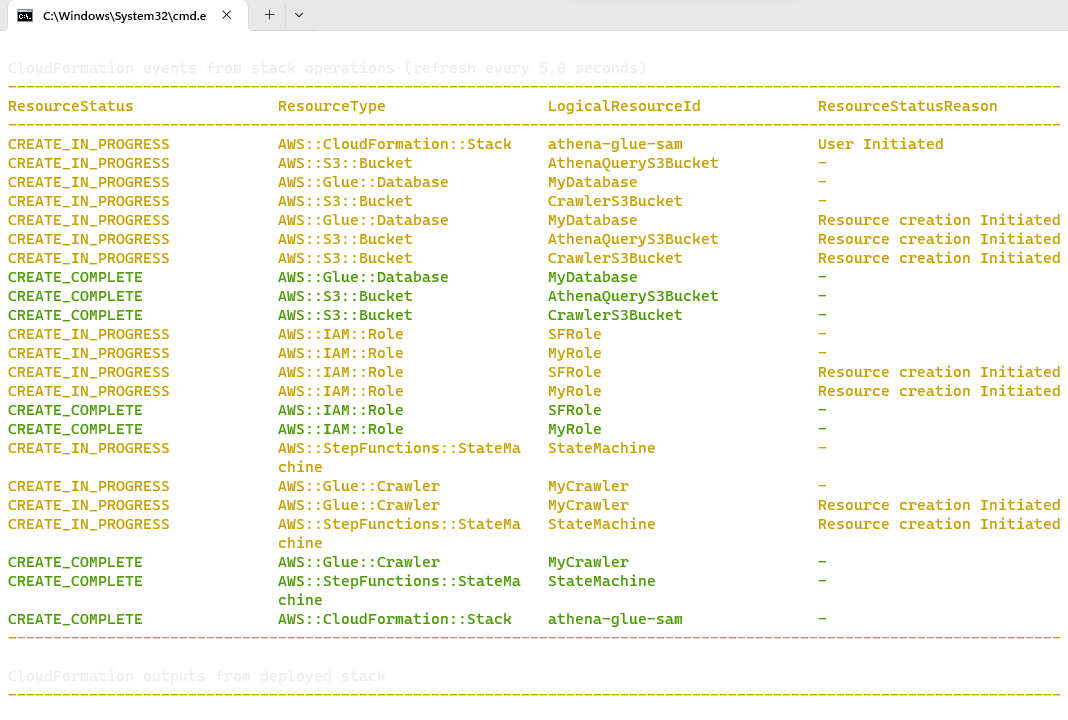 C:\Windows\System32\cmd.e
CloudFormation events from stack operations (refresh every 5.0 seconds)
ResourceStatus ResourceType LogicalResourceId ResourceStatusReason
CREATE_IN_PROGRESS AWS::CloudFormation::Stack athena-glue-sam User Initiated
CREATE_IN_PROGRESS AWS::S3::Bucket AthenaQueryS3Bucket -
CREATE_IN_PROGRESS AWS::Glue::Database MyDatabase -
CREATE_IN_PROGRESS AWS::S3::Bucket CrawlerS3Bucket -
CREATE_IN_PROGRESS AWS::Glue::Database MyDatabase Resource creation Initiated
CREATE_IN_PROGRESS AWS::S3::Bucket AthenaQueryS3Bucket Resource creation Initiated
CREATE_IN_PROGRESS AWS::S3::Bucket CrawlerS3Bucket Resource creation Initiated
CREATE_COMPLETE AWS::Glue::Database MyDatabase -
CREATE_COMPLETE AWS::S3::Bucket AthenaQueryS3Bucket -
CREATE_COMPLETE AWS::S3::Bucket CrawlerS3Bucket -
CREATE_IN_PROGRESS AWS::IAM::Role SFRole -
CREATE_IN_PROGRESS AWS::IAM::Role MyRole -
CREATE_IN_PROGRESS AWS::IAM::Role SFRole Resource creation Initiated
CREATE_IN_PROGRESS AWS::IAM::Role MyRole Resource creation Initiated
CREATE_COMPLETE AWS::IAM::Role SFRole -
CREATE_COMPLETE AWS::IAM::Role MyRole -
CREATE_IN_PROGRESS AWS::StepFunctions::StateMa StateMachine -
chine
CREATE_IN_PROGRESS AWS::Glue::Crawler MyCrawler -
CREATE_IN_PROGRESS AWS::Glue::Crawler MyCrawler Resource creation Initiated
CREATE_IN_PROGRESS AWS::StepFunctions::StateMa StateMachine Resource creation Initiated
chine
CREATE_COMPLETE AWS::Glue::Crawler MyCrawler -
CREATE_COMPLETE AWS::StepFunctions::StateMa StateMachine -
chine
CREATE_COMPLETE AWS::CloudFormation::Stack athena-glue-sam -
CloudFormation outputs from deployed stack